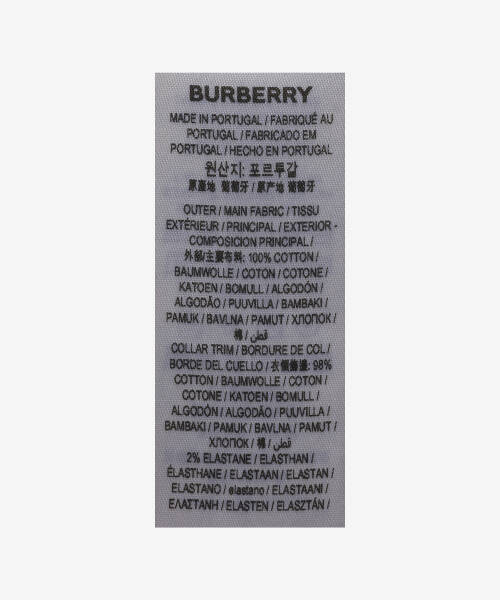 BURBERRY
MADE IN PORTUGAL / FABRIQUÉ AU
PORTUGAL / FABRICADO EM
PORTUGAL / HECHO EN PORTUGAL
원산지: 포르투갈
原產地 葡萄牙 / 原产地 葡萄牙
OUTER / MAIN FABRIC / TISSU
EXTÉRIEUR / PRINCIPAL / EXTERIOR -
COMPOSICION PRINCIPAL /
外部/主要布料: 100% COTTON /
BAUMWOLLE / COTON / COTONE /
KATOEN / BOMULL / ALGODÓN /
ALGODÃO / PUUVILLA / BAMBAKI /
PAMUK / BAVLNA / PAMUT / ХЛОПОК /
棉 / قطن /
COLLAR TRIM / BORDURE DE COL /
BORDE DEL CUELLO / 衣領飾邊: 98%
COTTON / BAUMWOLLE / COTON /
COTONE / KATOEN / BOMULL /
ALGODÓN / ALGODÃO / PUUVILLA /
BAMBAKI / PAMUK / BAVLNA / PAMUT /
ХЛОПОК / 棉 / قطن /
2% ELASTANE / ELASTHAN /
ÉLASTHANE / ELASTAAN / ELASTAN /
ELASTANO / elastano / ELASTAANI /
ΕΛΑΣΤΑΝΗ / ELASTEN / ELASZTÁN /